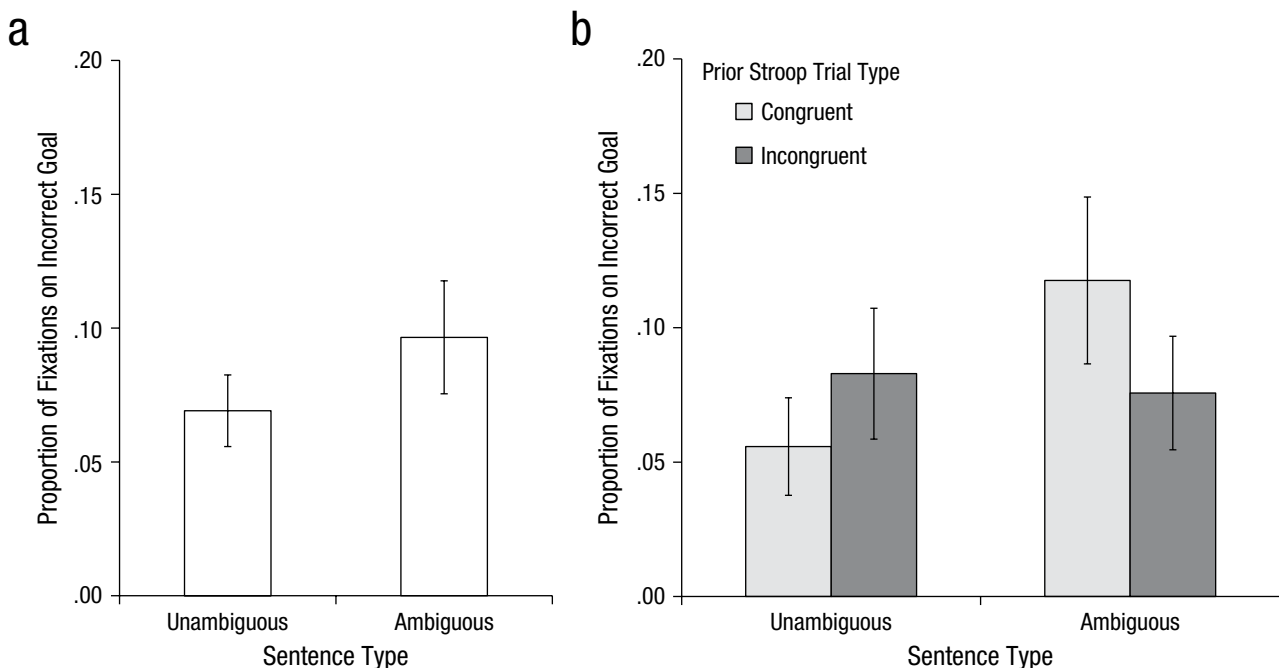 a
.20
.15
.10
.05
.00
Proportion of Fixations on Incorrect Goal
Unambiguous Ambiguous
Sentence Type
b
.20
.15
.10
.05
.00
Proportion of Fixations on Incorrect Goal
Prior Stroop Trial Type
Congruent
Incongruent
Unambiguous Ambiguous
Sentence Type